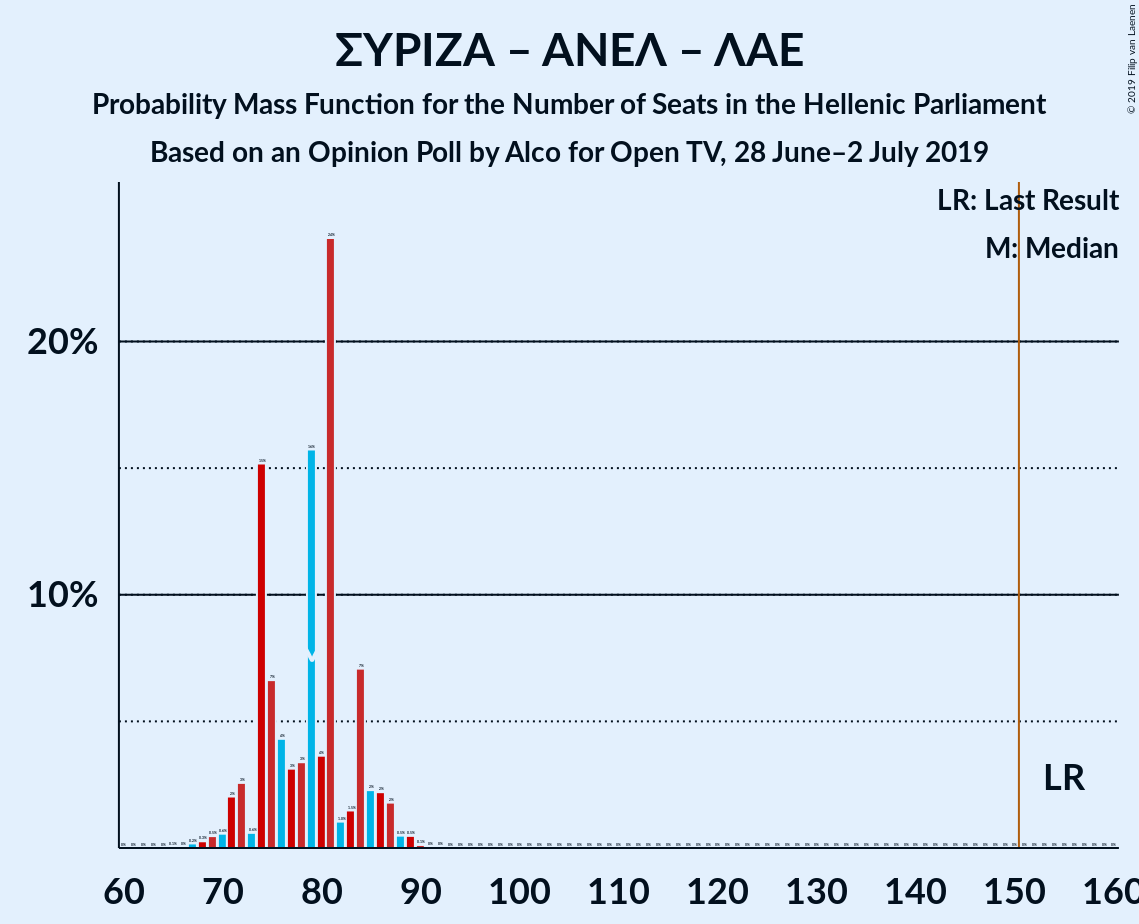 ΣΥΡΙΖΑ – ΑΝΕΛ – ΛΑΕ
Probability Mass Function for the Number of Seats in the Hellenic Parliament
Based on an Opinion Poll by Alco for Open TV, 28 June–2 July 2019
© 2019 Filip van Laenen
LR: Last Result
M: Median
20%
10%
LR
60 70 80 90 100 110 120 130 140 150 160